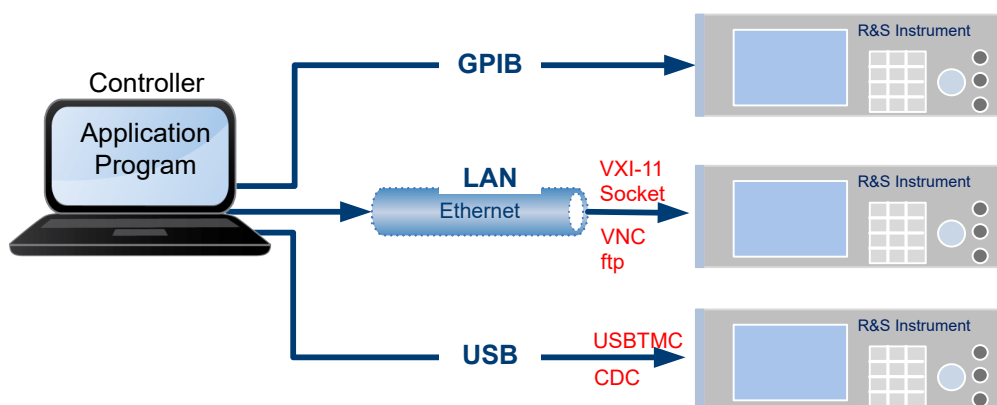 R&S Instrument
GPIB
Controller
Application
Program
LAN
Ethernet
VXI-11
Socket
VNC
ftp
R&S Instrument
USB
USBTMC
CDC
R&S Instrument